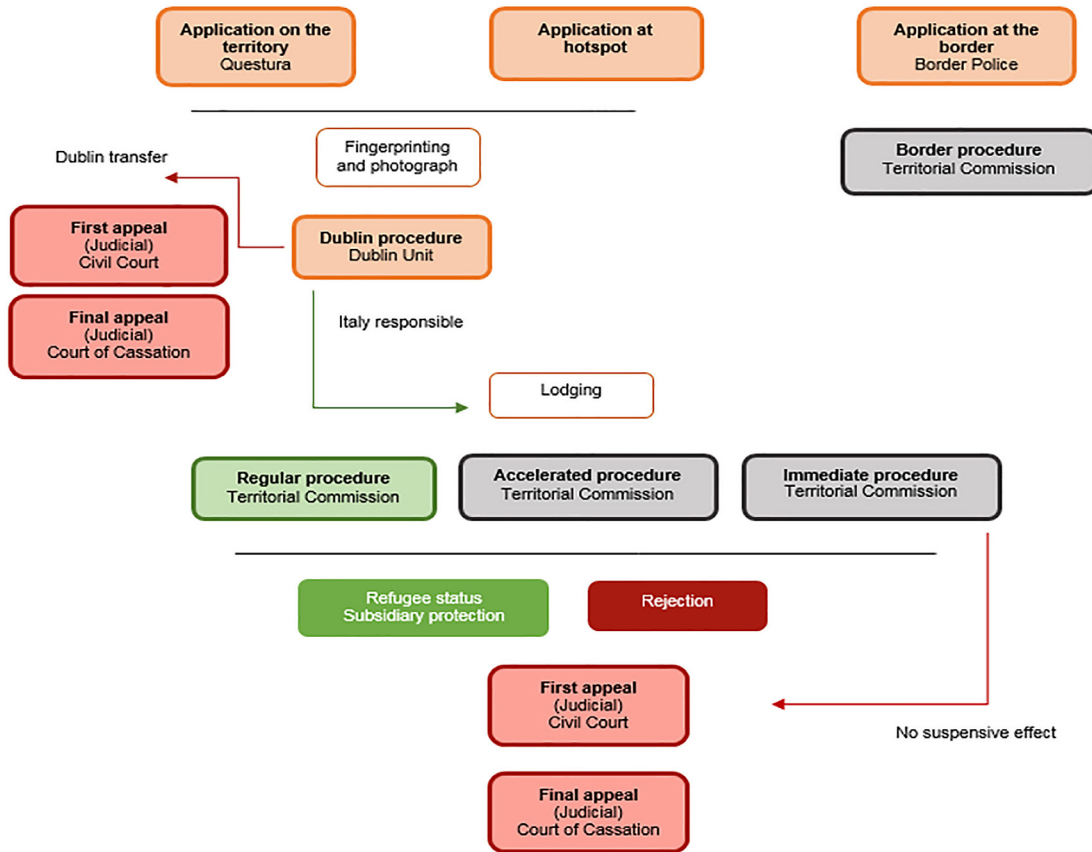 Application on the
territory
Questura
Application at
hotspot
Application at the
border
Border Police
Fingerprinting
and photograph
Border procedure
Territorial Commission
Dublin transfer
First appeal
(Judicial)
Civil Court
Dublin procedure
Dublin Unit
Final appeal
(Judicial)
Court of Cassation
Italy responsible
Lodging
Regular procedure
Territorial Commission
Accelerated procedure
Territorial Commission
Immediate procedure
Territorial Commission
Refugee status
Subsidiary protection
Rejection
First appeal
(Judicial)
Civil Court
No suspensive effect
Final appeal
(Judicial)
Court of Cassation